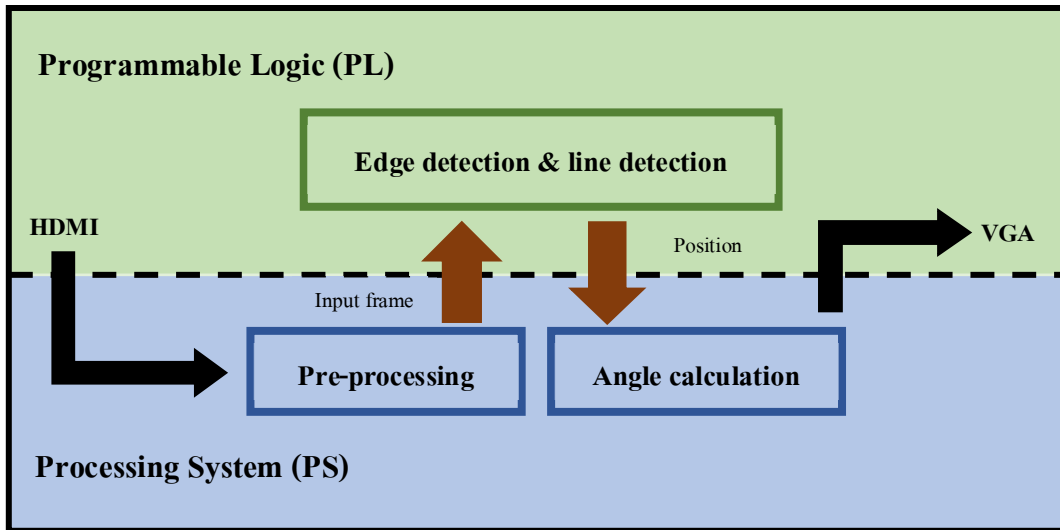 Programmable Logic (PL)
Edge detection & line detection
HDMI
Position
VGA
Input frame
Pre-processing
Angle calculation
Processing System (PS)